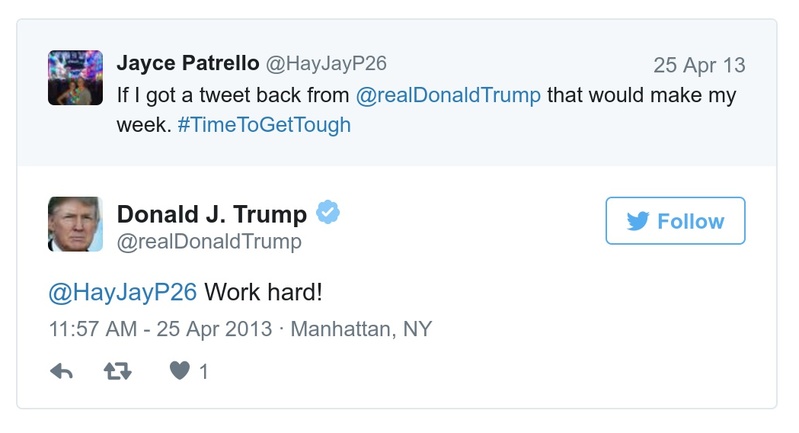 Jayce Patrello @HayJayP26 25 Apr 13
If I got a tweet back from @realDonaldTrump that would make my
week. #TimeToGetTough
Donald J. Trump
@realDonaldTrump
Follow
@HayJayP26 Work hard!
11:57 AM - 25 Apr 2013 · Manhattan, NY
1